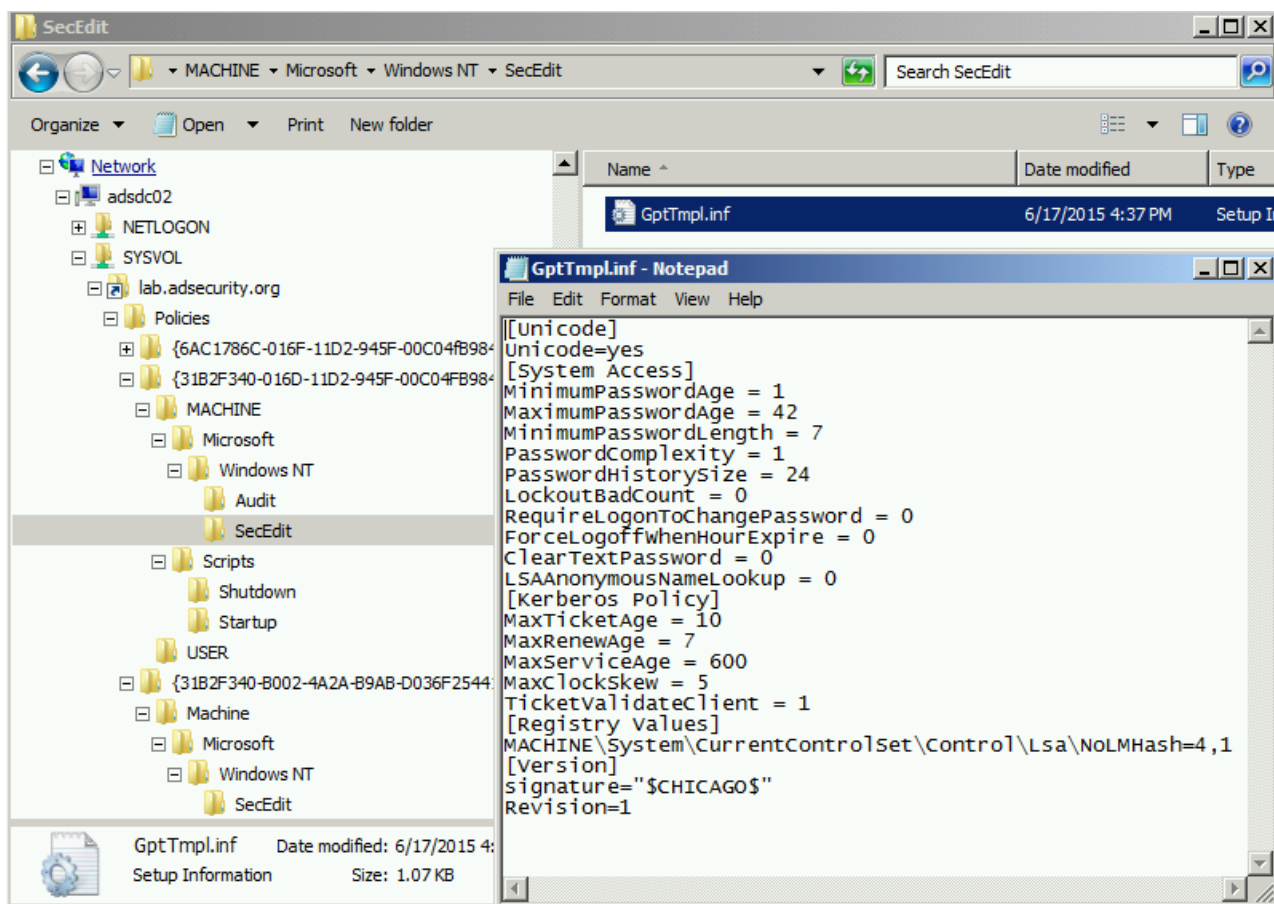 SecEdit
MACHINE Microsoft Windows NT SecEdit
Search SecEdit
Organize Open Print New folder
Network
adsdc02
NETLOGON
SYSVOL
lab.adsecurity.org
Policies
{6AC1786C-016F-11D2-945F-00C04fB984
{31B2F340-016D-11D2-945F-00C04FB984
MACHINE
Microsoft
Windows NT
Audit
SecEdit
Scripts
Shutdown
Startup
USER
{31B2F340-B002-4A2A-B9AB-D036F25441
Machine
Microsoft
Windows NT
SecEdit
Name Date modified Type
GptTmpl.inf 6/17/2015 4:37 PM Setup I
GptTmpl.inf - Notepad
File Edit Format View Help
[Unicode]
Unicode=yes
[System Access]
MinimumPasswordAge = 1
MaximumPasswordAge = 42
MinimumPasswordLength = 7
PasswordComplexity = 1
PasswordHistorySize = 24
LockoutBadCount = 0
RequireLogonToChangePassword = 0
ForceLogoffWhenHourExpire = 0
ClearTextPassword = 0
LSAAnonymousNameLookup = 0
[Kerberos Policy]
MaxTicketAge = 10
MaxRenewAge = 7
MaxServiceAge = 600
MaxClockSkew = 5
TicketValidateClient = 1
[Registry Values]
MACHINE\System\CurrentControlSet\Control\Lsa\NoLMHash=4,1
[Version]
signature="$CHICAGO$"
Revision=1
GptTmpl.inf Date modified: 6/17/2015 4:
Setup Information Size: 1.07 KB